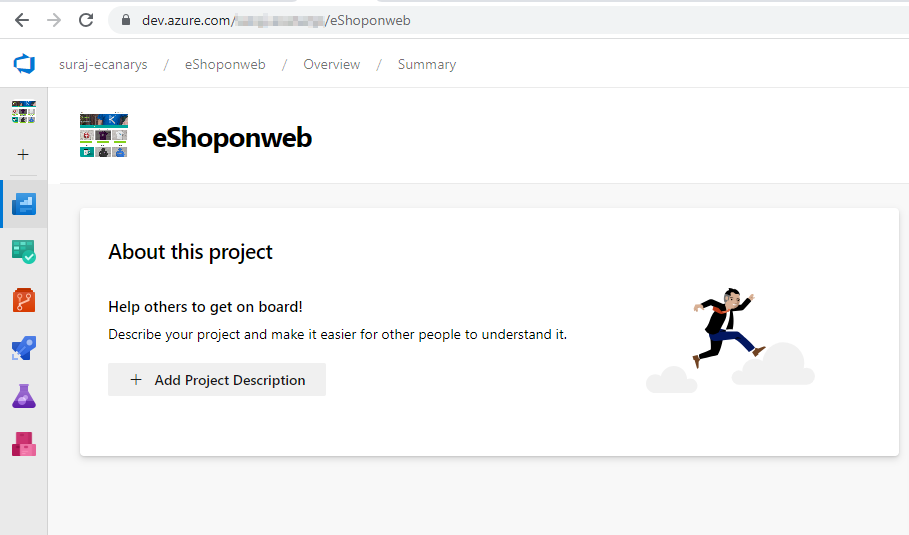 dev.azure.com/ /eShoponweb
suraj-ecanarys / eShoponweb / Overview / Summary
eShoponweb
About this project
Help others to get on board!
Describe your project and make it easier for other people to understand it.
+ Add Project Description